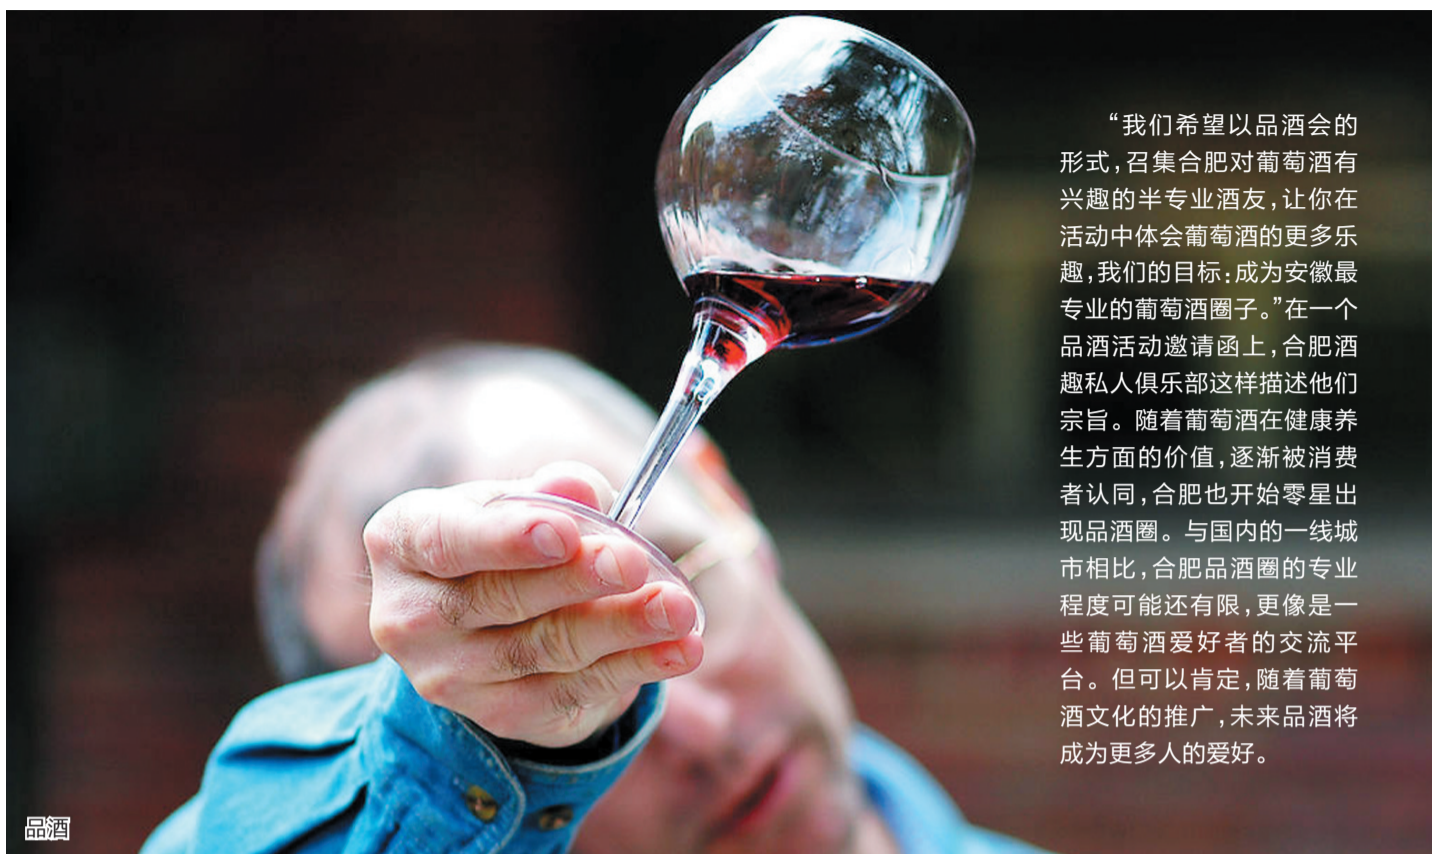 “我们希望以品酒会的
形式,召集合肥对葡萄酒有
兴趣的半专业酒友,让你在
活动中体会葡萄酒的更多乐
趣,我们的目标:成为安徽最
专业的葡萄酒圈子。”在一个
品酒活动邀请函上,合肥酒
趣私人俱乐部这样描述他们
宗旨。随着葡萄酒在健康养
生方面的价值,逐渐被消费
者认同,合肥也开始零星出
现品酒圈。与国内的一线城
市相比,合肥品酒圈的专业
程度可能还有限,更像是一
些葡萄酒爱好者的交流平
台。但可以肯定,随着葡萄
酒文化的推广,未来品酒将
成为更多人的爱好。
品酒